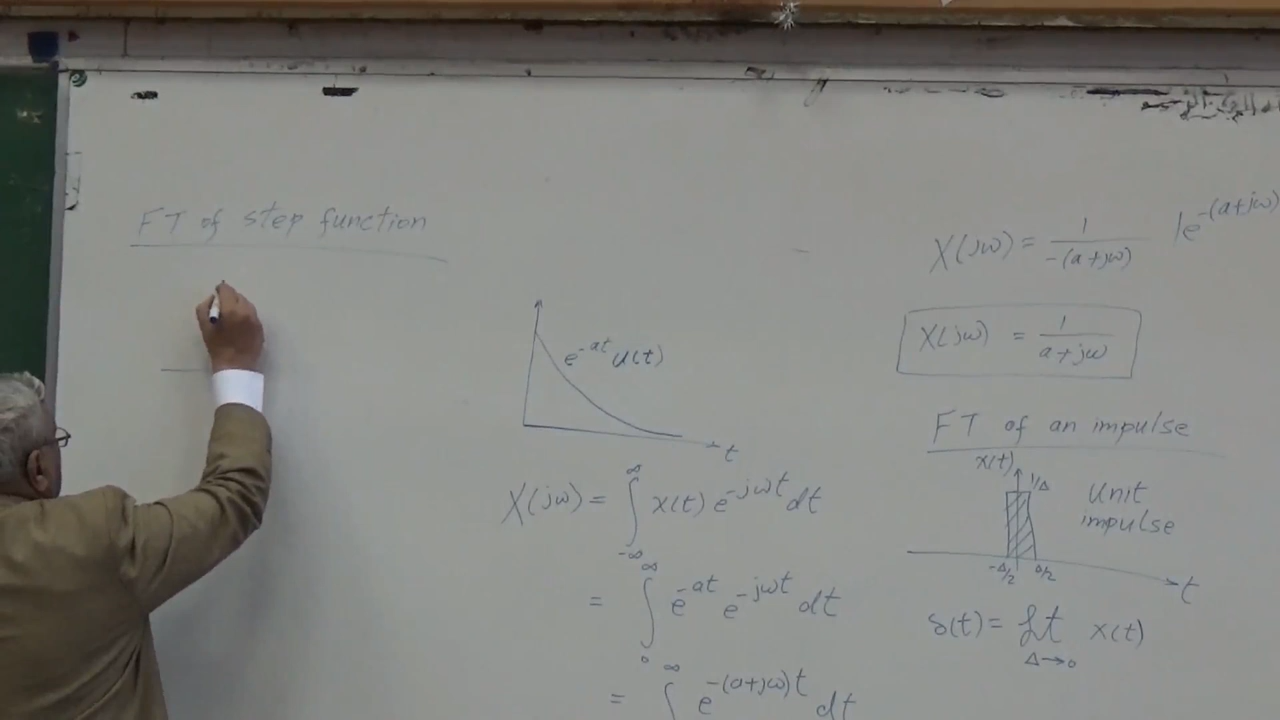 FT of step function
e^{-at} u(t)
t
X(jω) = ∫_{-∞}^{∞} x(t) e^{-jωt} dt
= ∫_{0}^{∞} e^{-at} e^{-jωt} dt
= ∫^{∞} e^{-(a+jω)t} dt
X(jω) = 1/-(a+jω) |e^{-(a+jω)
X(jω) = 1/a+jω
FT of an impulse
x(t)
1/Δ
Unit
impulse
-Δ/2 Δ/2
t
δ(t) = Lt_{Δ→0} x(t)